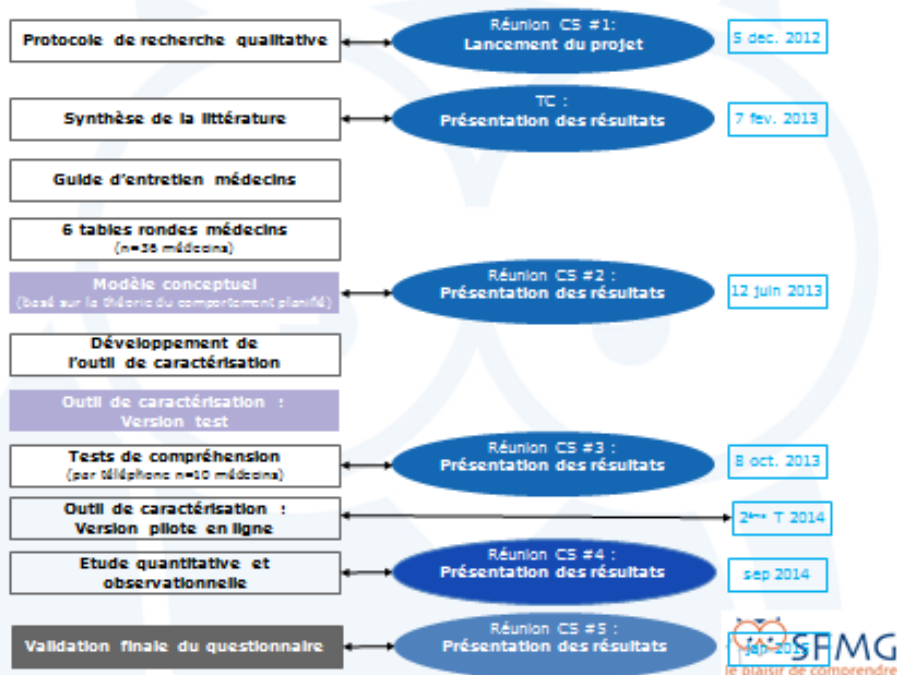 Protocole de recherche qualitative
Réunion CS #1:
Lancement du projet
5 dec. 2012
Synthèse de la littérature
TC :
Présentation des résultats
7 fev. 2013
Guide d'entretien médecins
6 tables rondes médecins
(n=36 médecins)
Modèle conceptuel
(basé sur la théorie du comportement planifié)
Réunion CS #2 :
Présentation des résultats
12 juin 2013
Développement de
l'outil de caractérisation
Outil de caractérisation :
Version test
Tests de compréhension
(par téléphone n=10 médecins)
Réunion CS #3 :
Présentation des résultats
8 oct. 2013
Outil de caractérisation :
Version pilote en ligne
2ème T 2014
Etude quantitative et
observationnelle
Réunion CS #4 :
Présentation des résultats
sep 2014
Validation finale du questionnaire
Réunion CS #5 :
Présentation des résultats
SFMG
le plaisir de comprendre